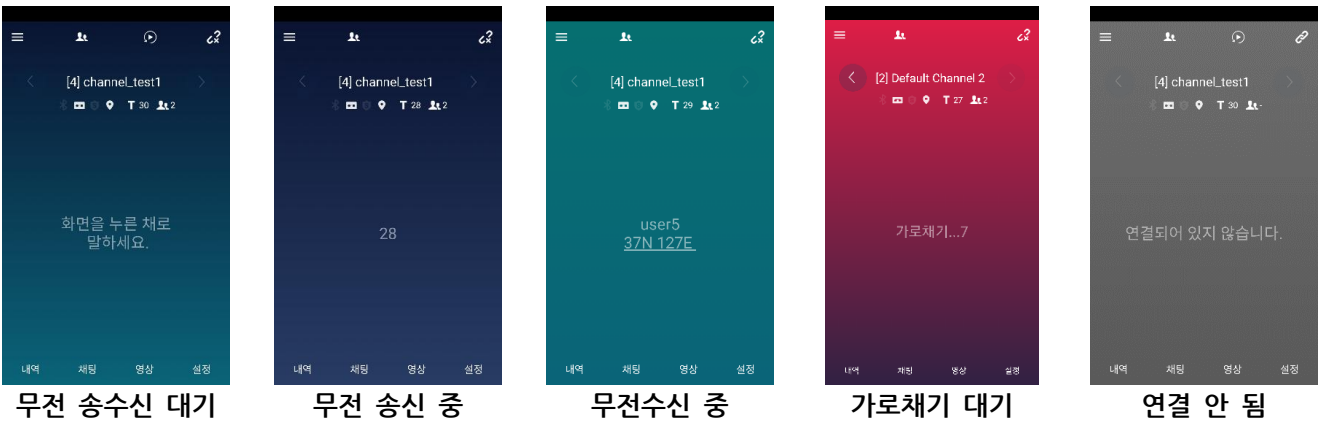 [4] channel_test1
T 30 2
화면을 누른 채로
말하세요.
내역 채팅 영상 설정
무전 송수신 대기
[4] channel_test1
T 28 2
28
내역 채팅 영상 설정
무전 송신 중
[4] channel_test1
T 29 2
user5
37N 127E
내역 채팅 영상 설정
무전수신 중
[2] Default Channel 2
T 27 2
가로채기...7
내역 채팅 영상 설정
가로채기 대기
[4] channel_test1
T 30 -
연결되어 있지 않습니다.
내역 채팅 영상 설정
연결 안 됨